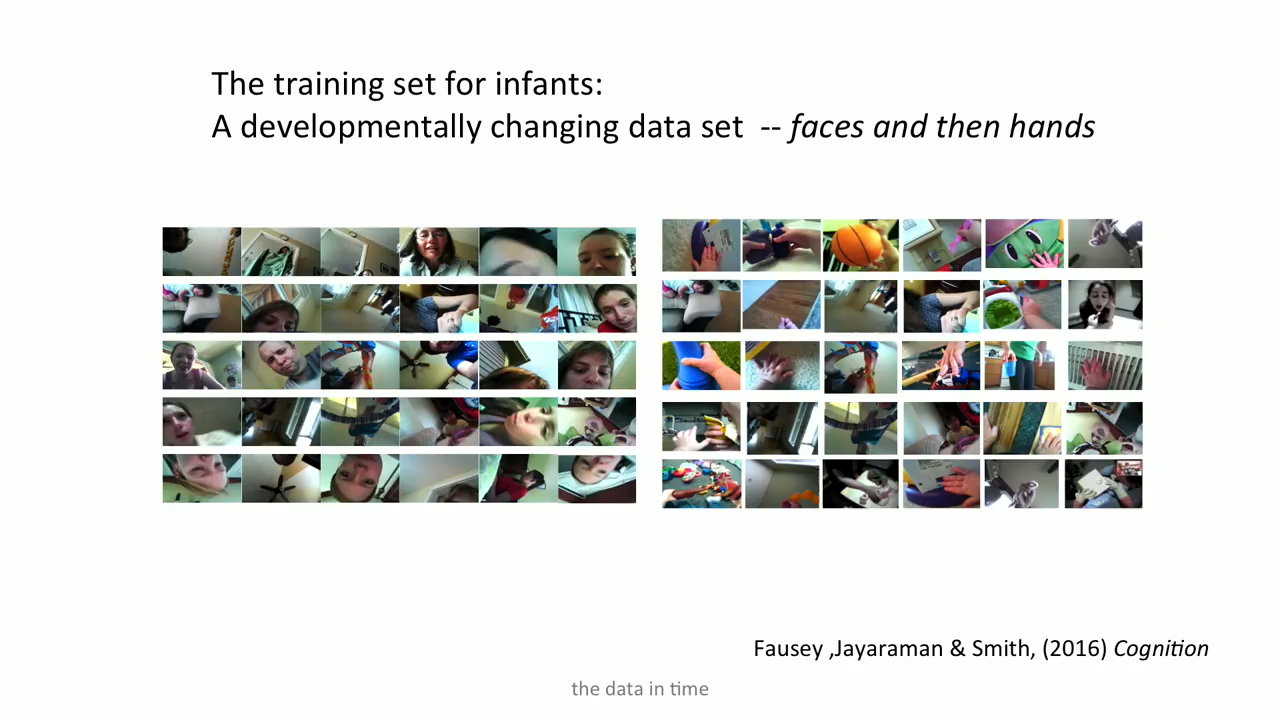 The training set for infants:
A developmentally changing data set -- faces and then hands
Fausey ,Jayaraman & Smith, (2016) Cognition
the data in time